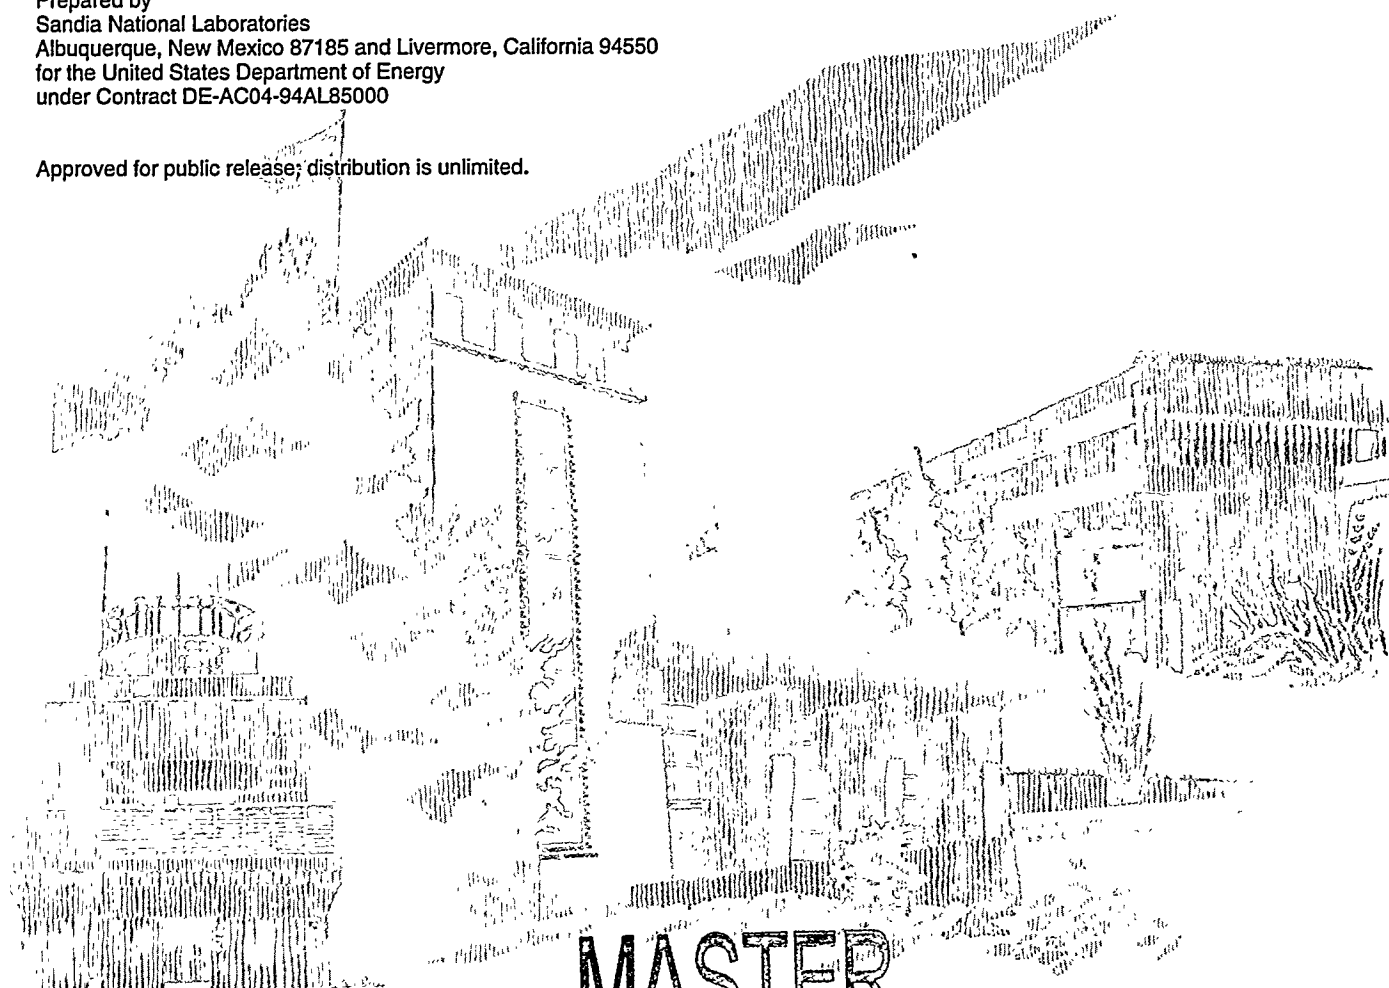 Prepared by
Sandia National Laboratories
Albuquerque, New Mexico 87185 and Livermore, California 94550
for the United States Department of Energy
under Contract DE-AC04-94AL85000
Approved for public release; distribution is unlimited.
MASTER